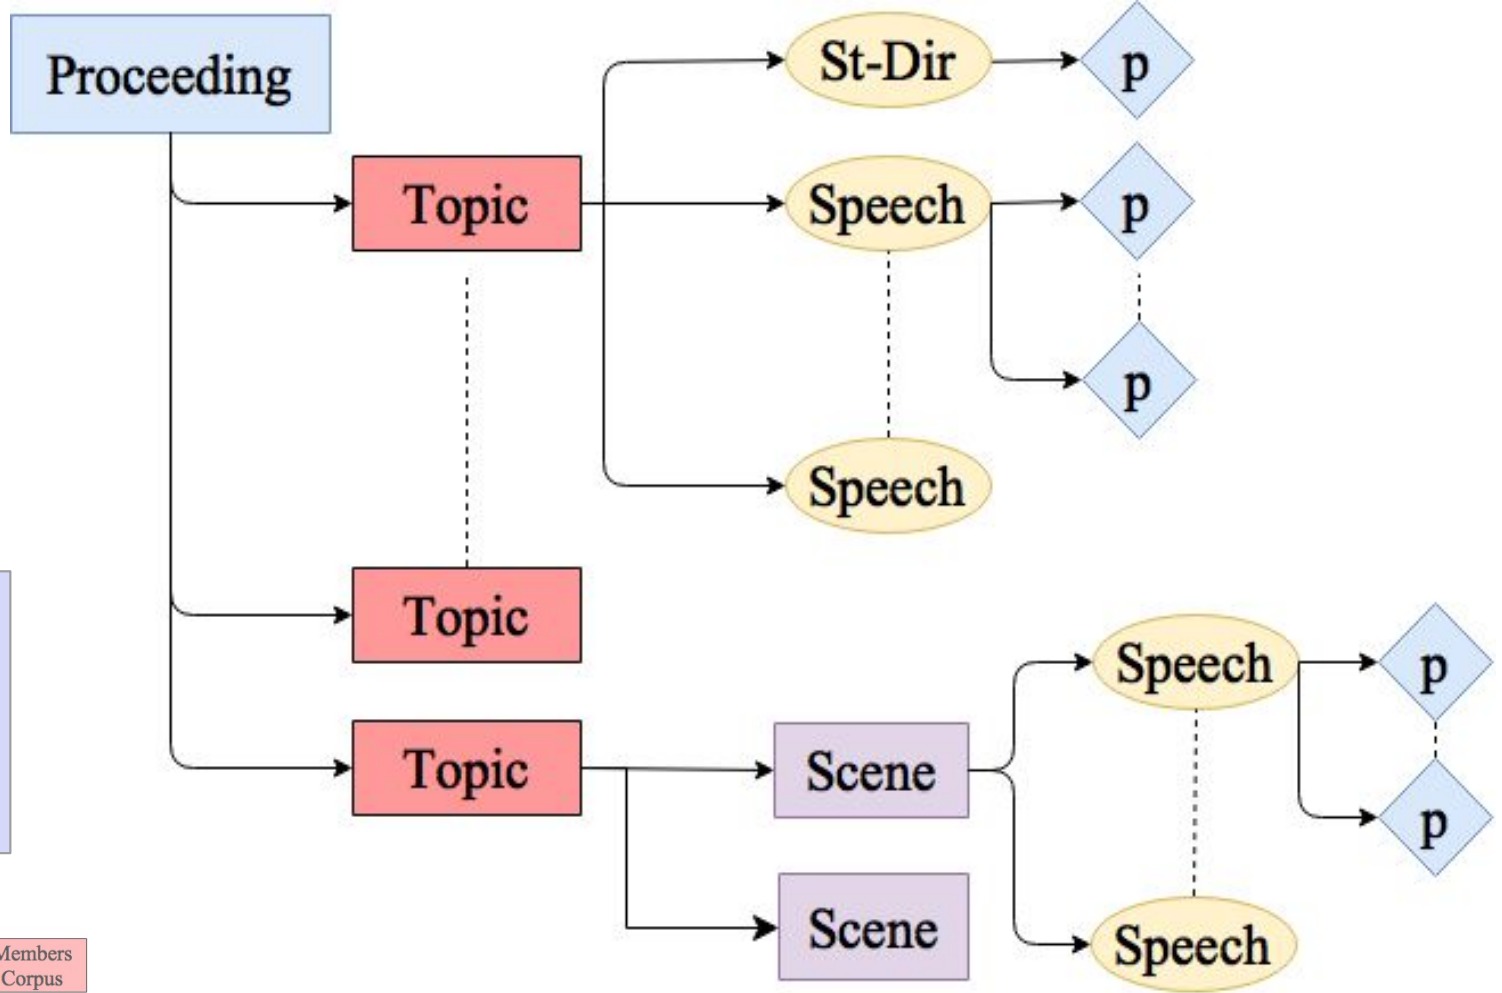 Proceeding
St-Dir
p
Topic
Speech
p
p
Speech
Topic
Speech
p
Topic
Scene
p
Scene
Speech
Members
Corpus